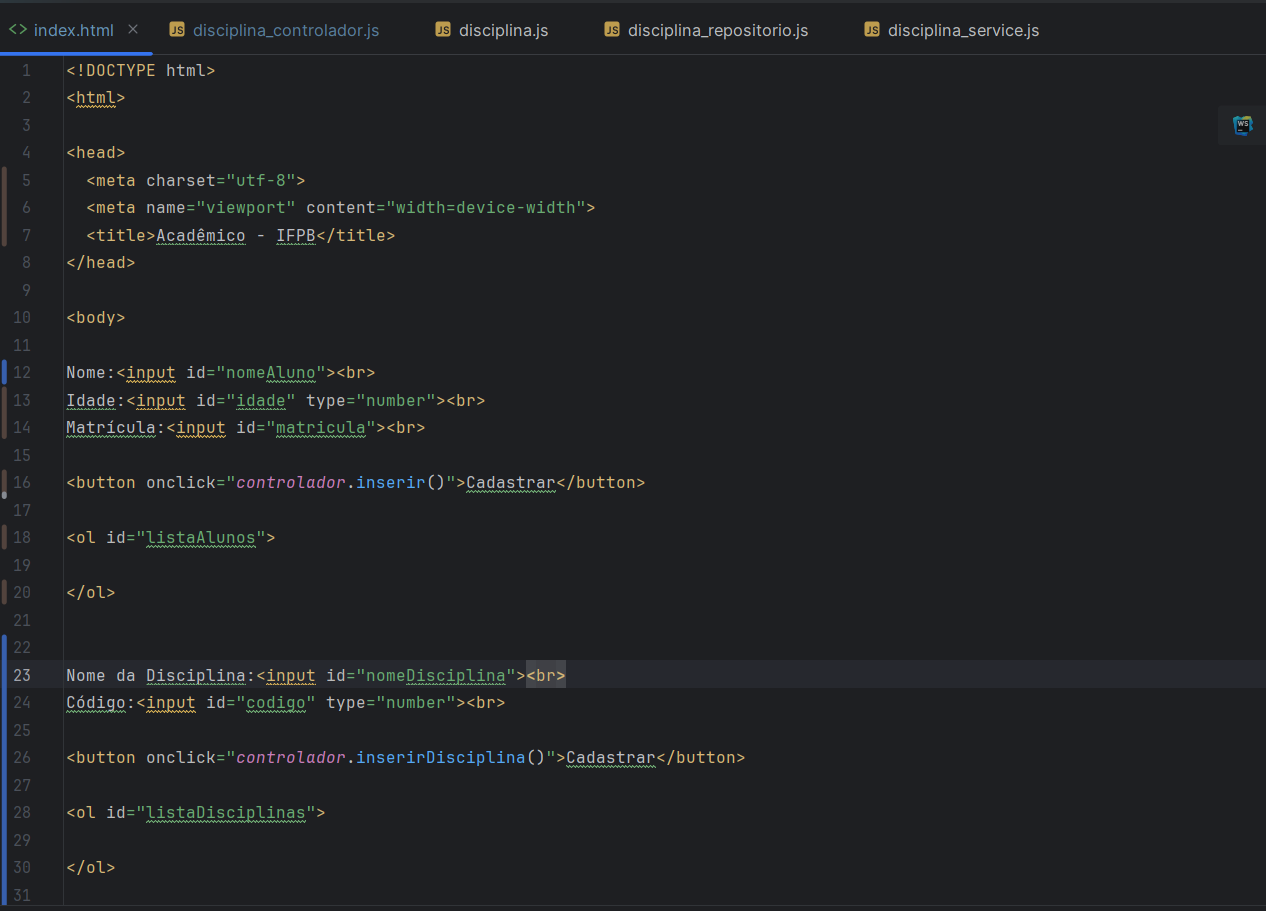 index.html
disciplina_controlador.js
disciplina.js
disciplina_repositorio.js
disciplina_service.js
1 <!DOCTYPE html>
2 <html>
3
4 <head>
5   <meta charset="utf-8">
6   <meta name="viewport" content="width=device-width">
7   <title>Acadêmico - IFPB</title>
8 </head>
9
10 <body>
11
12 Nome:<input id="nomeAluno"><br>
13 Idade:<input id="idade" type="number"><br>
14 Matrícula:<input id="matricula"><br>
15
16 <button onclick="controlador.inserir()">Cadastrar</button>
17
18 <ol id="listaAlunos">
19
20 </ol>
21
22
23 Nome da Disciplina:<input id="nomeDisciplina"><br>
24 Código:<input id="codigo" type="number"><br>
25
26 <button onclick="controlador.inserirDisciplina()">Cadastrar</button>
27
28 <ol id="listaDisciplinas">
29
30 </ol>
31
JS
JS
JS
JS
WS